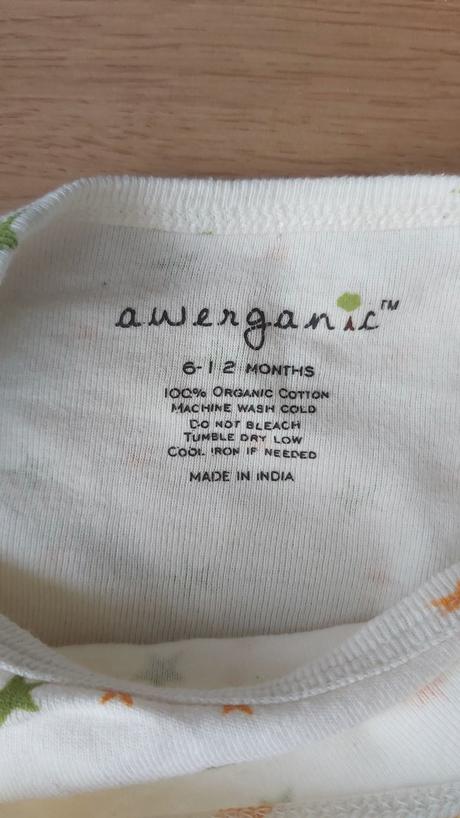 awerganic™
6-12 MONTHS
100% ORGANIC COTTON
MACHINE WASH COLD
DO NOT BLEACH
TUMBLE DRY LOW
COOL IRON IF NEEDED
MADE IN INDIA